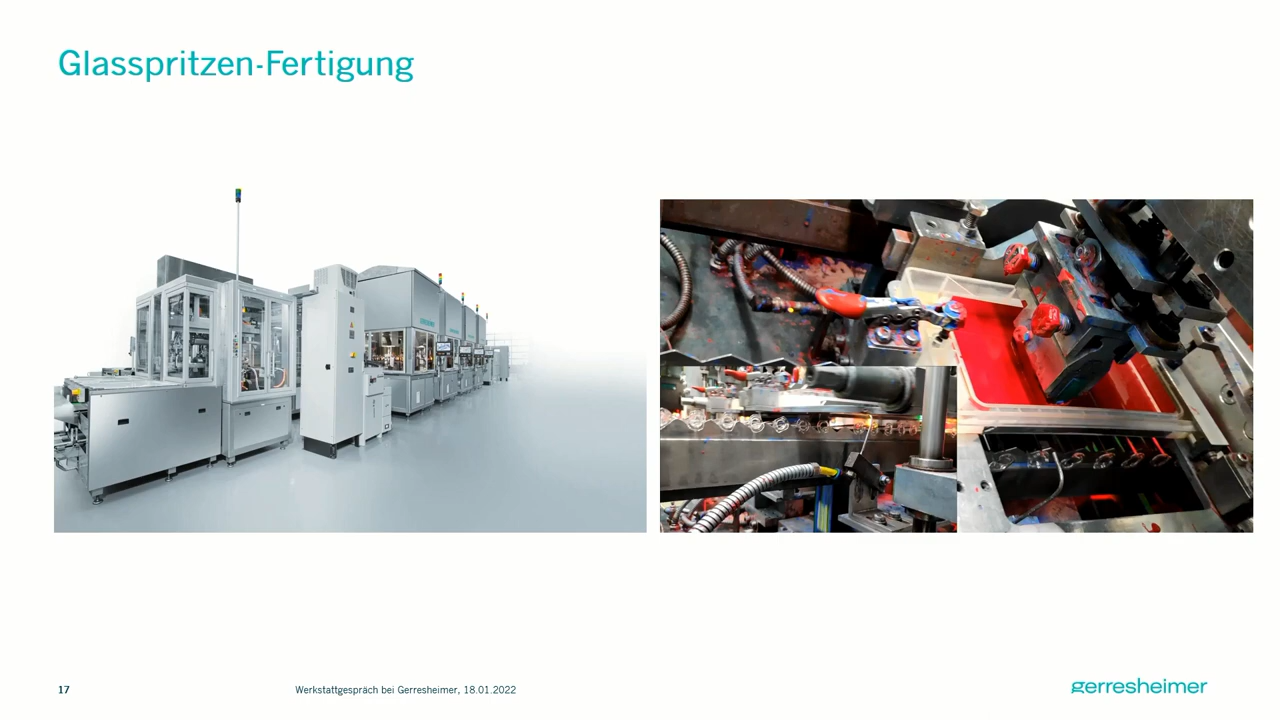 Glasspritzen-Fertigung
17
Werkstattgespräch bei Gerresheimer, 18.01.2022
gerresheimer